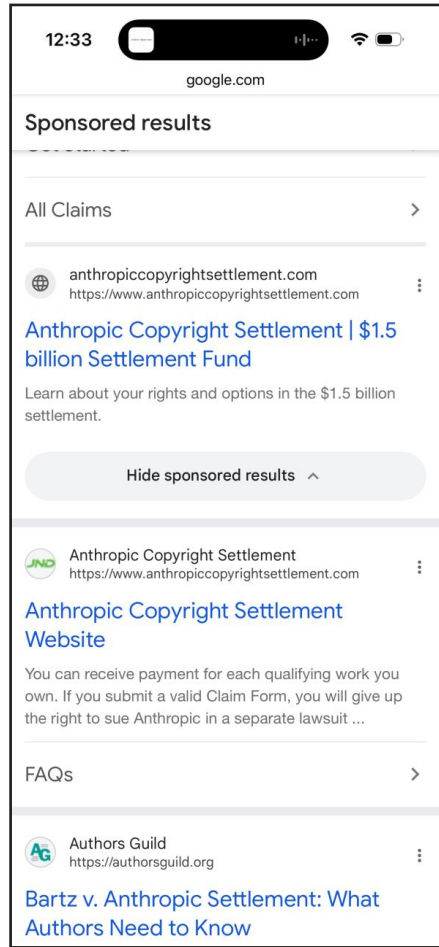 12:33
google.com
Sponsored results
All Claims
anthropiccopyrightsettlement.com
https://www.anthropiccopyrightsettlement.com
Anthropic Copyright Settlement | $1.5
billion Settlement Fund
Learn about your rights and options in the $1.5 billion
settlement.
Hide sponsored results
JND
Anthropic Copyright Settlement
https://www.anthropiccopyrightsettlement.com
Anthropic Copyright Settlement
Website
You can receive payment for each qualifying work you
own. If you submit a valid Claim Form, you will give up
the right to sue Anthropic in a separate lawsuit ...
FAQs
AG
Authors Guild
https://authorsguild.org
Bartz v. Anthropic Settlement: What
Authors Need to Know